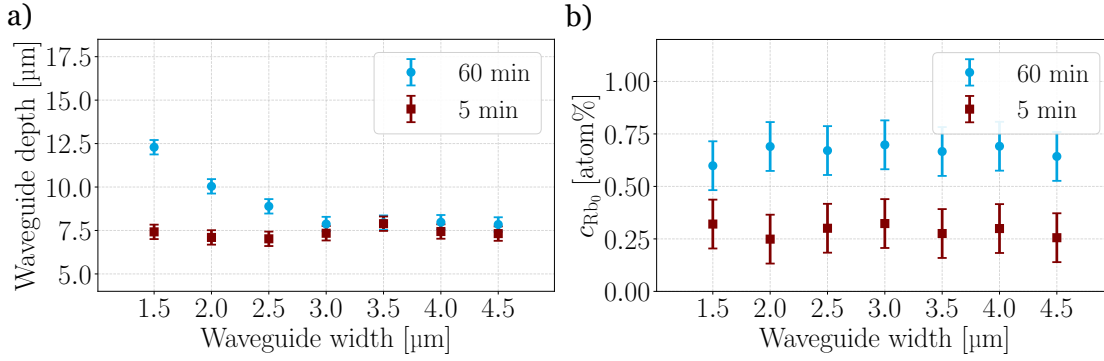 a)
Waveguide depth [µm]
17.5
15.0
12.5
10.0
7.5
5.0
60 min
5 min
1.5 2.0 2.5 3.0 3.5 4.0 4.5
Waveguide width [µm]
b)
cRb₀ [atom%]
1.00
0.75
0.50
0.25
0.00
60 min
5 min
1.5 2.0 2.5 3.0 3.5 4.0 4.5
Waveguide width [µm]